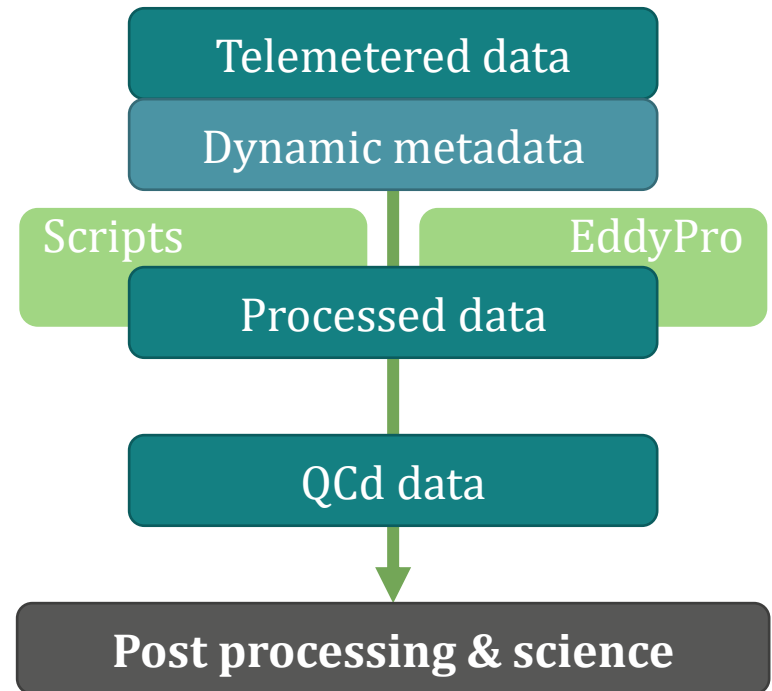 Telemetered data
Dynamic metadata
Scripts
EddyPro
Processed data
QCd data
Post processing & science